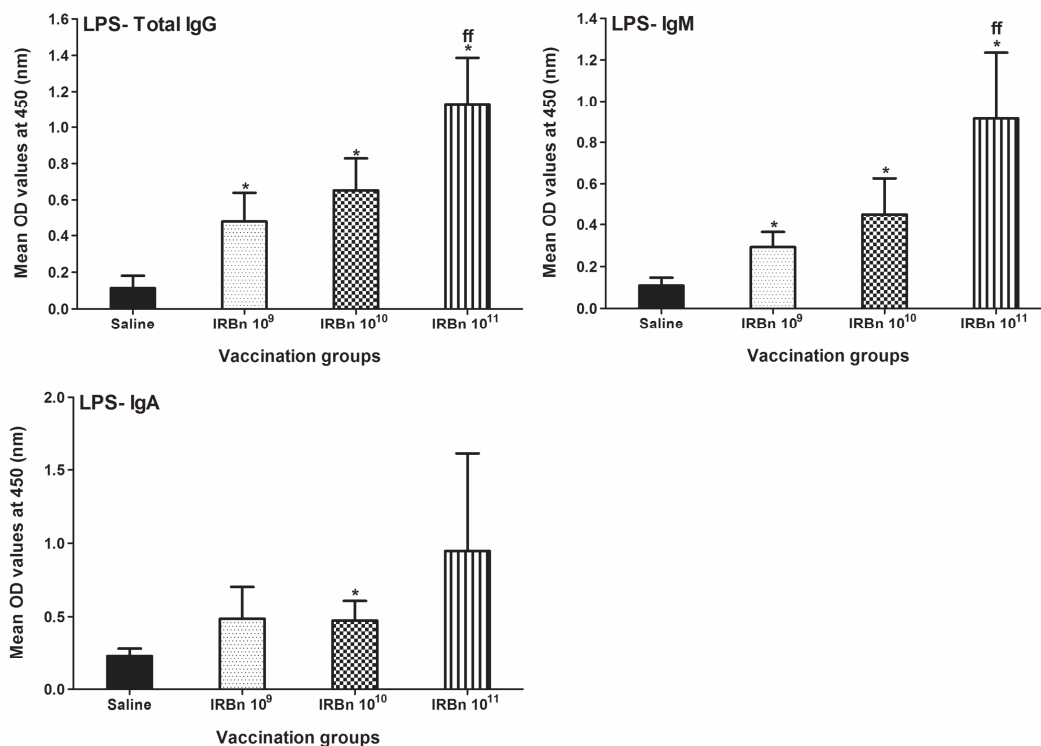 LPS- Total IgG
Mean OD values at 450 (nm)
1.6
1.4
1.2
1.0
0.8
0.6
0.4
0.2
0.0
*
*
ff
*
Saline IRBn 10⁹ IRBn 10¹⁰ IRBn 10¹¹
Vaccination groups
LPS- IgM
Mean OD values at 450 (nm)
1.4
1.2
1.0
0.8
0.6
0.4
0.2
0.0
*
*
ff
*
Saline IRBn 10⁹ IRBn 10¹⁰ IRBn 10¹¹
Vaccination groups
LPS- IgA
Mean OD values at 450 (nm)
2.0
1.5
1.0
0.5
0.0
*
Saline IRBn 10⁹ IRBn 10¹⁰ IRBn 10¹¹
Vaccination groups